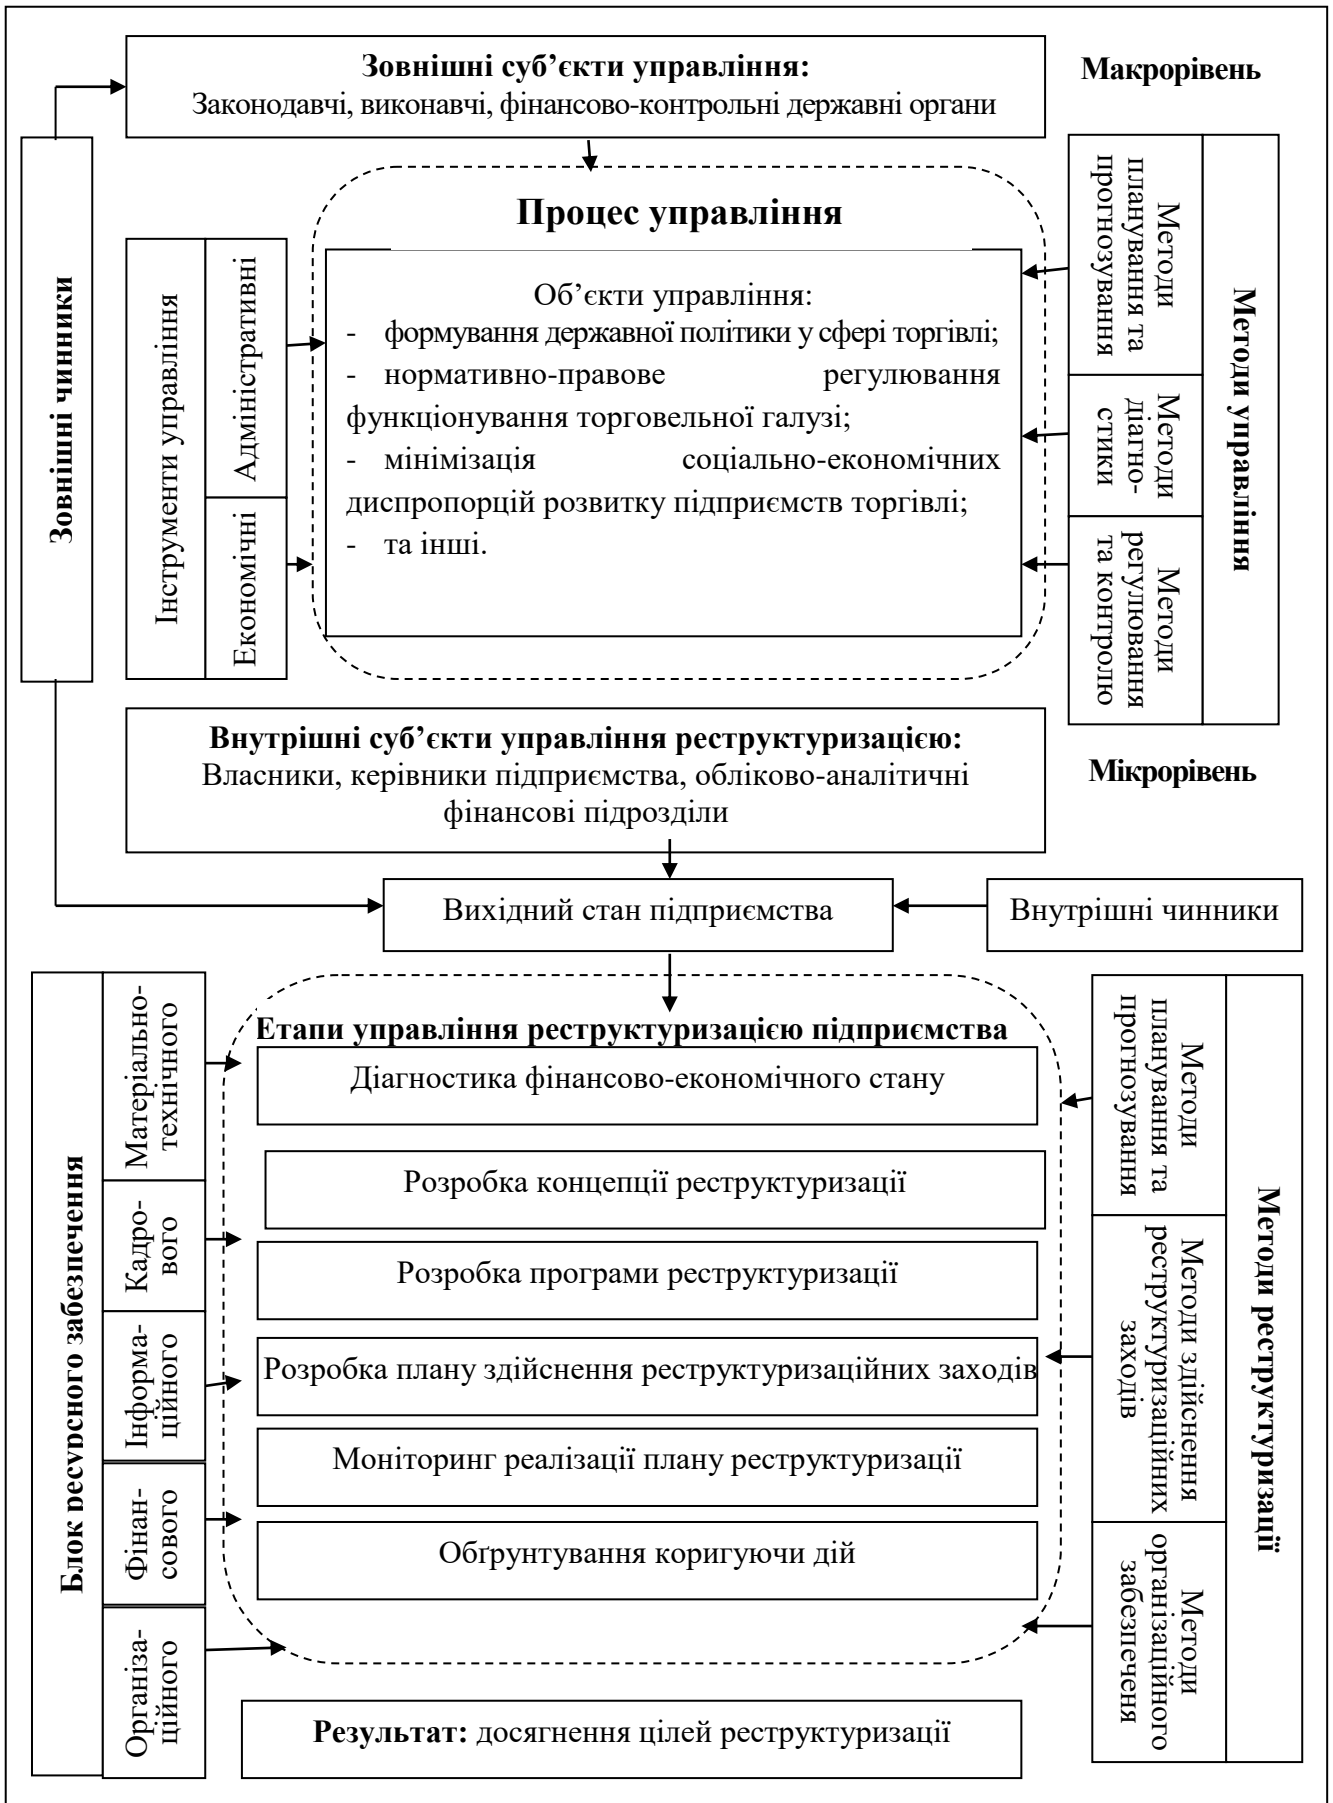 Зовнішні суб’єкти управління:
Законодавчі, виконавчі, фінансово-контрольні державні органи
Макрорівень
Зовнішні чинники
Інструменти управління
Адміністративні
Економічні
Процес управління
Об’єкти управління:
- формування державної політики у сфері торгівлі;
- нормативно-правове регулювання
функціонування торговельної галузі;
- мінімізація соціально-економічних
диспропорцій розвитку підприємств торгівлі;
- та інші.
Методи
планування та
прогнозування
Методи
діагно-
стики
Методи
регулювання
та контролю
Методи управління
Внутрішні суб’єкти управління реструктуризацією:
Власники, керівники підприємства, обліково-аналітичні
фінансові підрозділи
Мікрорівень
Вихідний стан підприємства
Внутрішні чинники
Блок ресурсного забезпечення
Матеріально-
технічного
Кадро-
вого
Інформа-
ційного
Фінан-
сового
Організа-
ційного
Етапи управління реструктуризацією підприємства
Діагностика фінансово-економічного стану
Розробка концепції реструктуризації
Розробка програми реструктуризації
Розробка плану здійснення реструктуризаційних заходів
Моніторинг реалізації плану реструктуризації
Обґрунтування коригуючи дій
Методи
планування та
прогнозування
Методи здійснення
реструктуризаційних
заходів
Методи
організаційного
забезпеченя
Методи реструктуризації
Результат: досягнення цілей реструктуризації